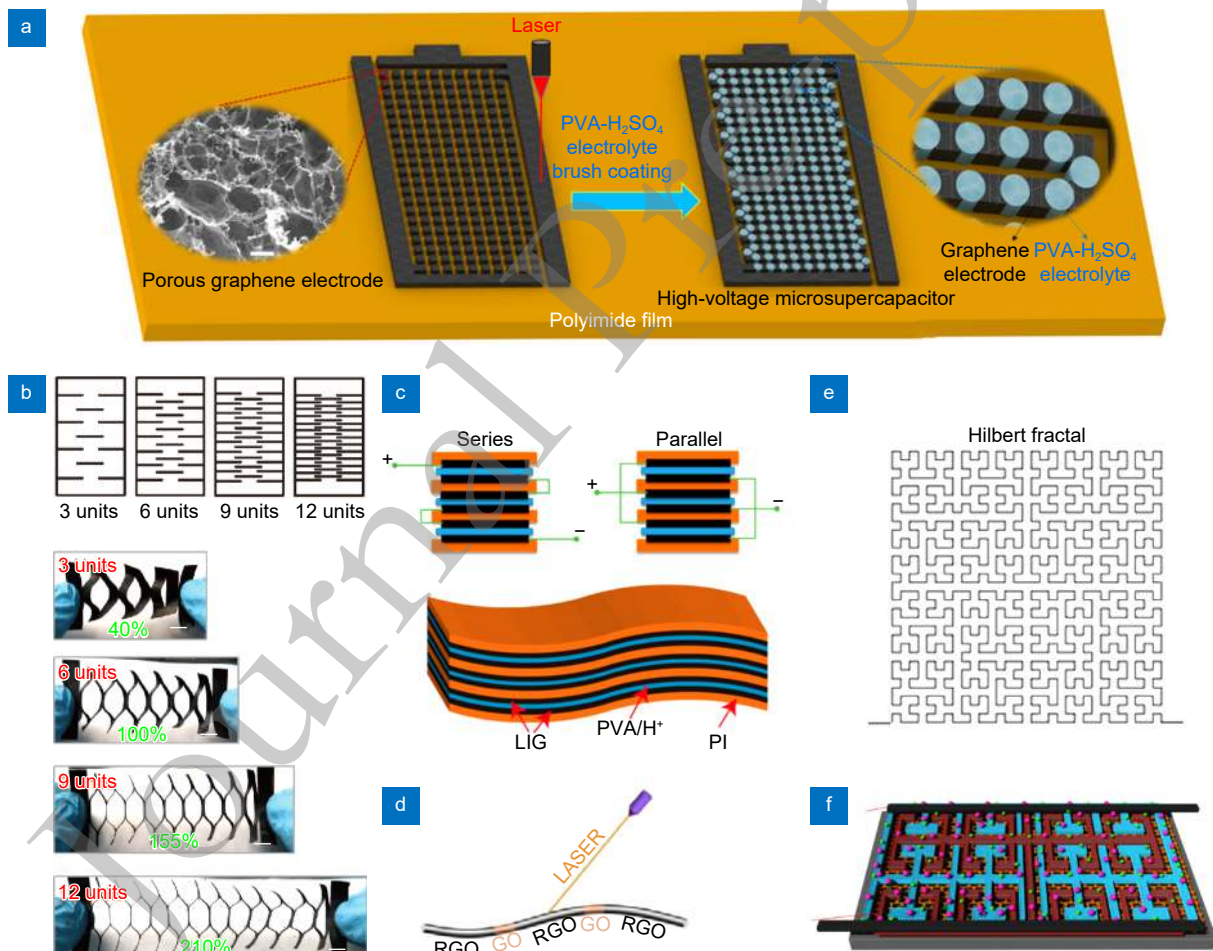 a
Laser
PVA-H₂SO₄
electrolyte
brush coating
Porous graphene electrode
Graphene
electrode
PVA-H₂SO₄
electrolyte
High-voltage microsupercapacitor
Polyimide film
b
3 units
6 units
9 units
12 units
3 units
40%
6 units
100%
9 units
155%
12 units
210%
c
Series
Parallel
+
−
+
−
LIG
PVA/H⁺
PI
d
LASER
RGO
GO
RGO
GO
RGO
e
Hilbert fractal
f
Journal Pre-p